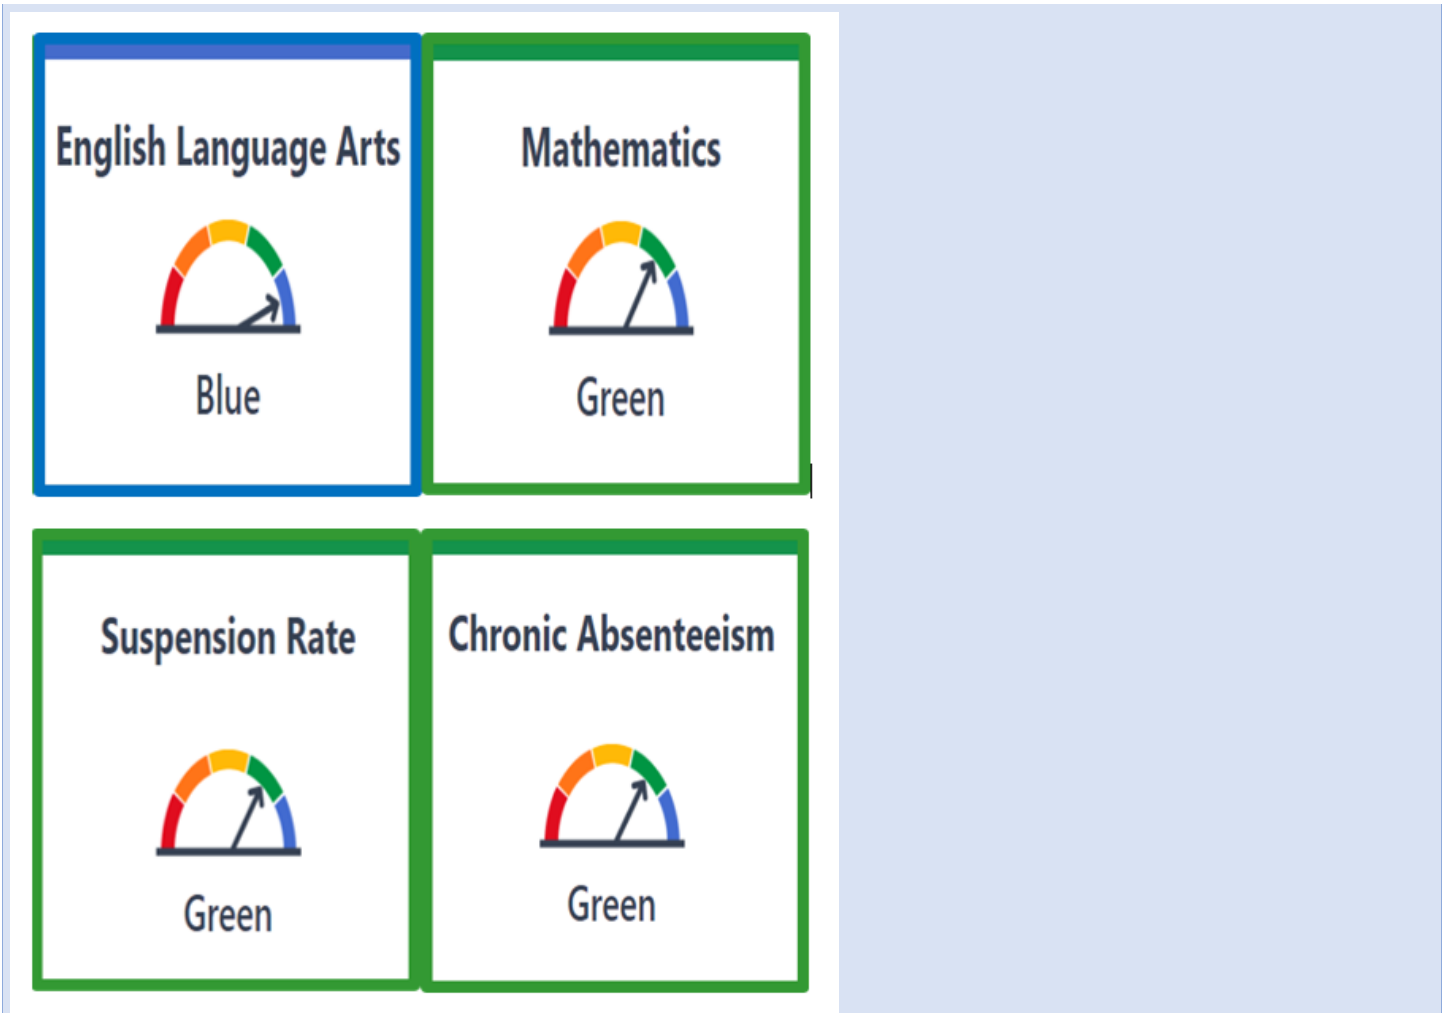 English Language Arts
Blue
Mathematics
Green
Suspension Rate
Green
Chronic Absenteeism
Green